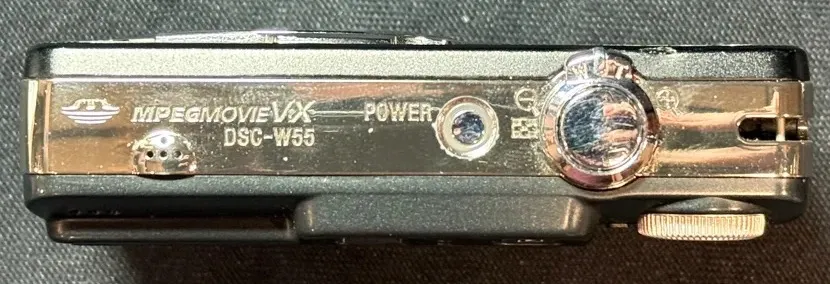 MPEGMOVIE VX
DSC-W55
POWER
W T